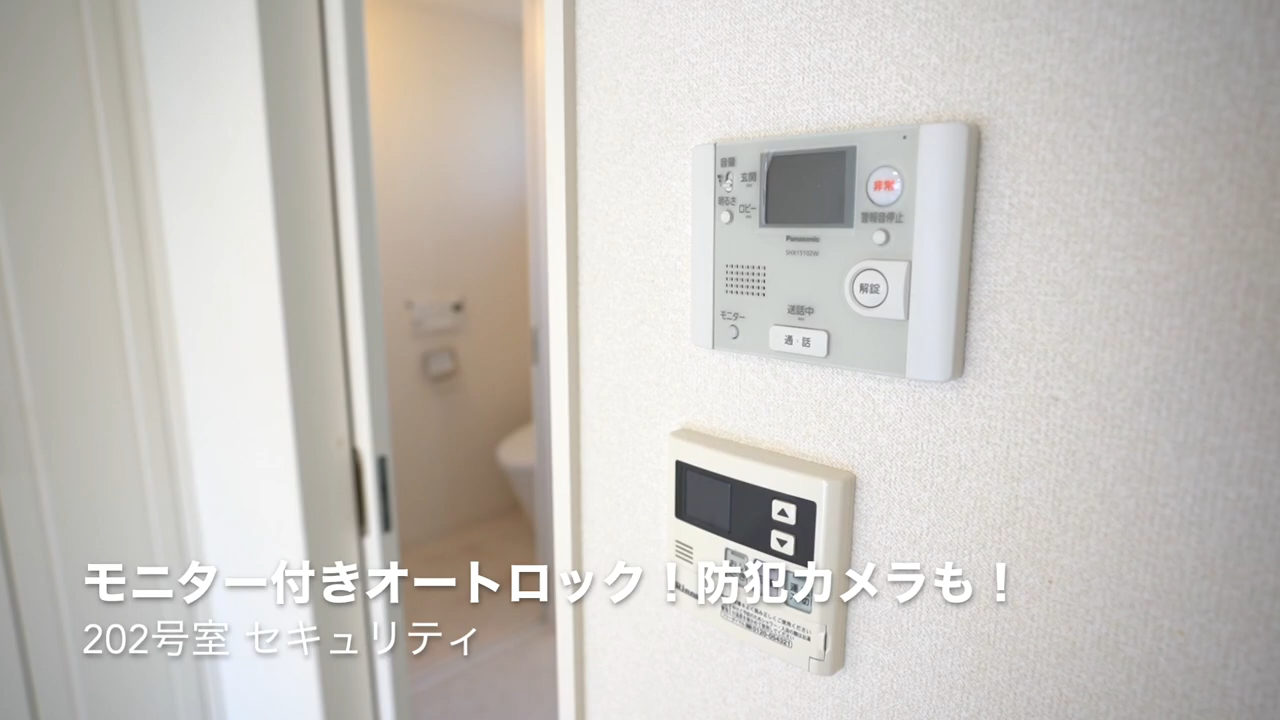 音量
玄関
明るさ
ロビー
非常
警報音停止
Panasonic
解錠
送話中
モニター
通・話
モニター付きオートロック！防犯カメラも！
202号室 セキュリティ